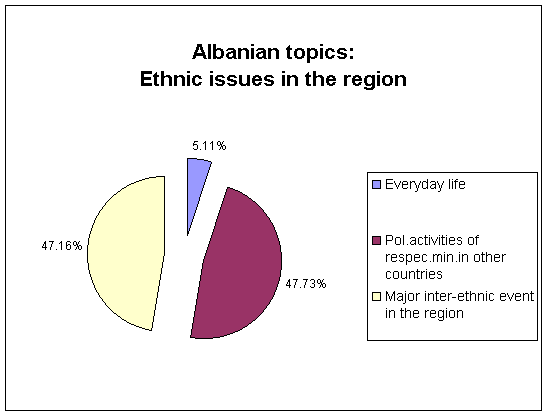 Albanian topics:
Ethnic issues in the region
5.11%
47.16%
47.73%
Everyday life
Pol.activities of
respec.min.in other
countries
Major inter-ethnic event
in the region